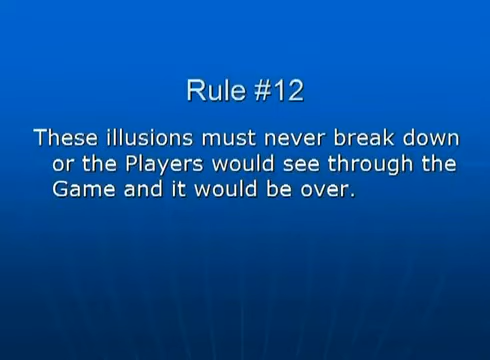 Rule #12
These illusions must never break down
or the Players would see through the
Game and it would be over.